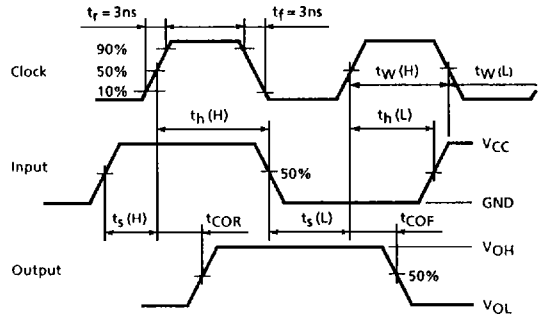 tr = 3ns tf = 3ns
90%
Clock 50% tW(H) tW(L)
10%
th(H) th(L)
VCC
Input 50%
GND
ts(H) tCOR ts(L) tCOF
VOH
Output 50%
VOL